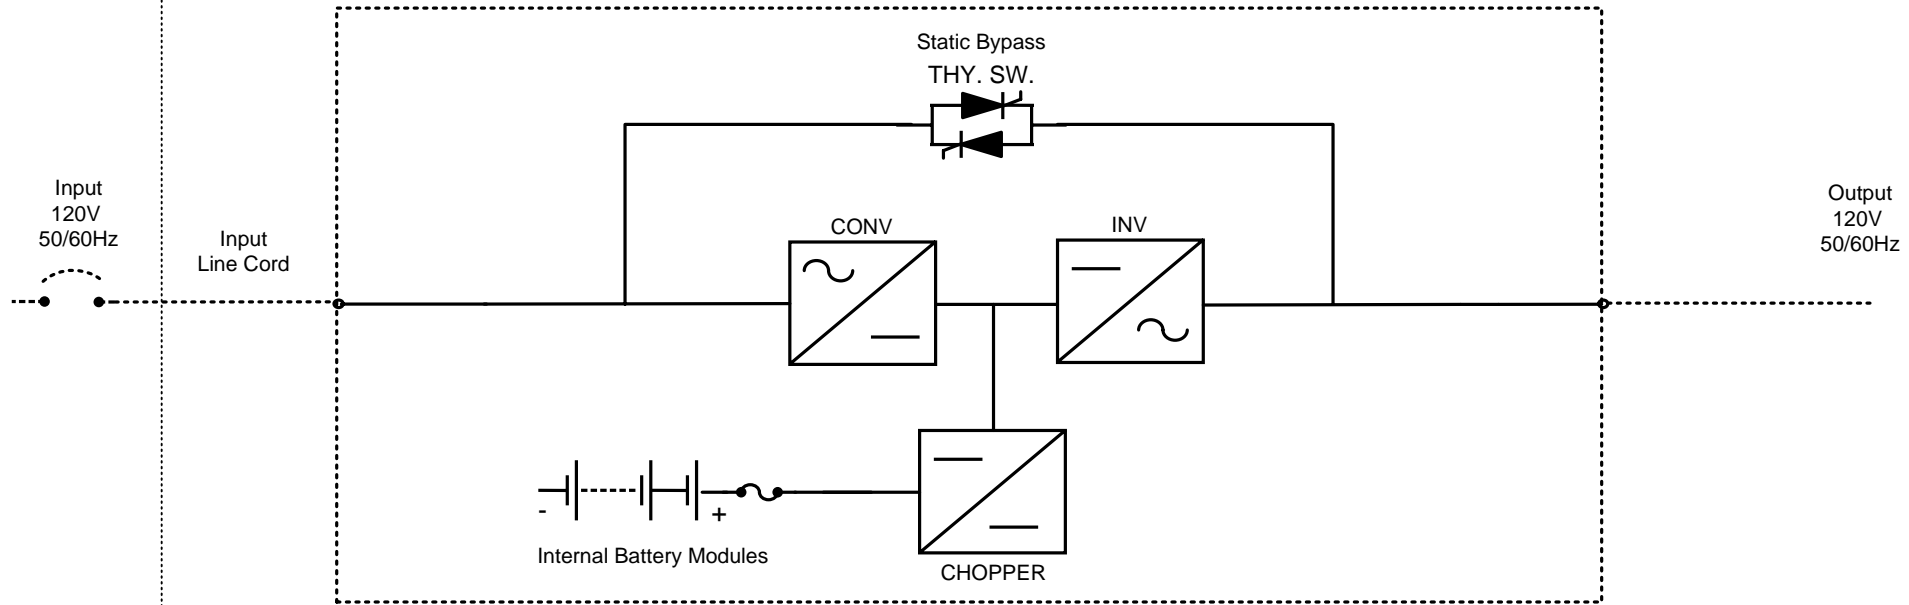 Static Bypass
THY. SW.
Input
120V
50/60Hz
Input
Line Cord
CONV
INV
Output
120V
50/60Hz
-
+
Internal Battery Modules
CHOPPER